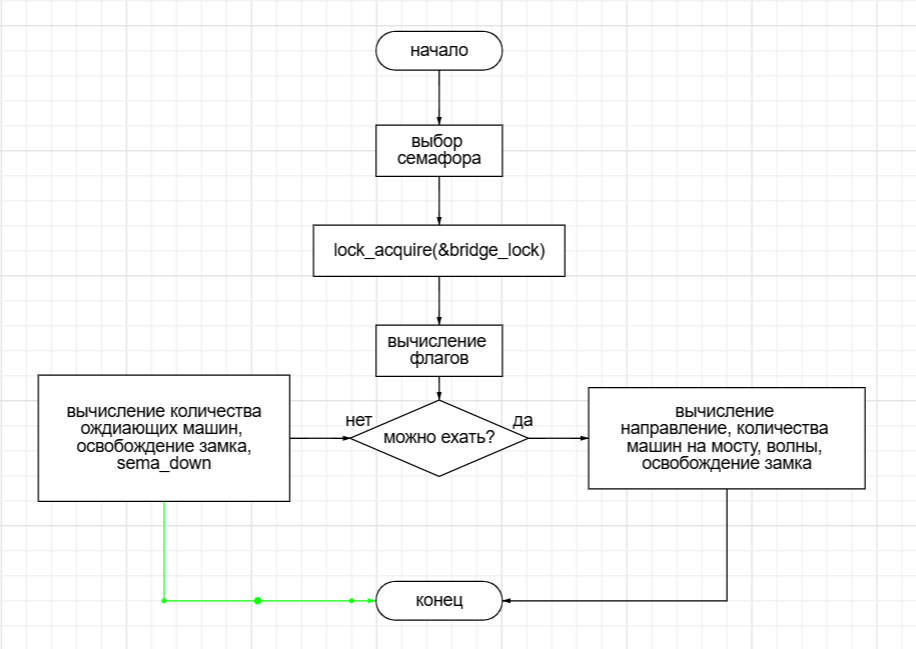 начало
выбор
семафора
lock_acquire(&bridge_lock)
вычисление
флагов
вычисление количества
ождиающих машин,
освобождение замка,
sema_down
нет
можно ехать?
да
вычисление
направление, количества
машин на мосту, волны,
освобождение замка
конец